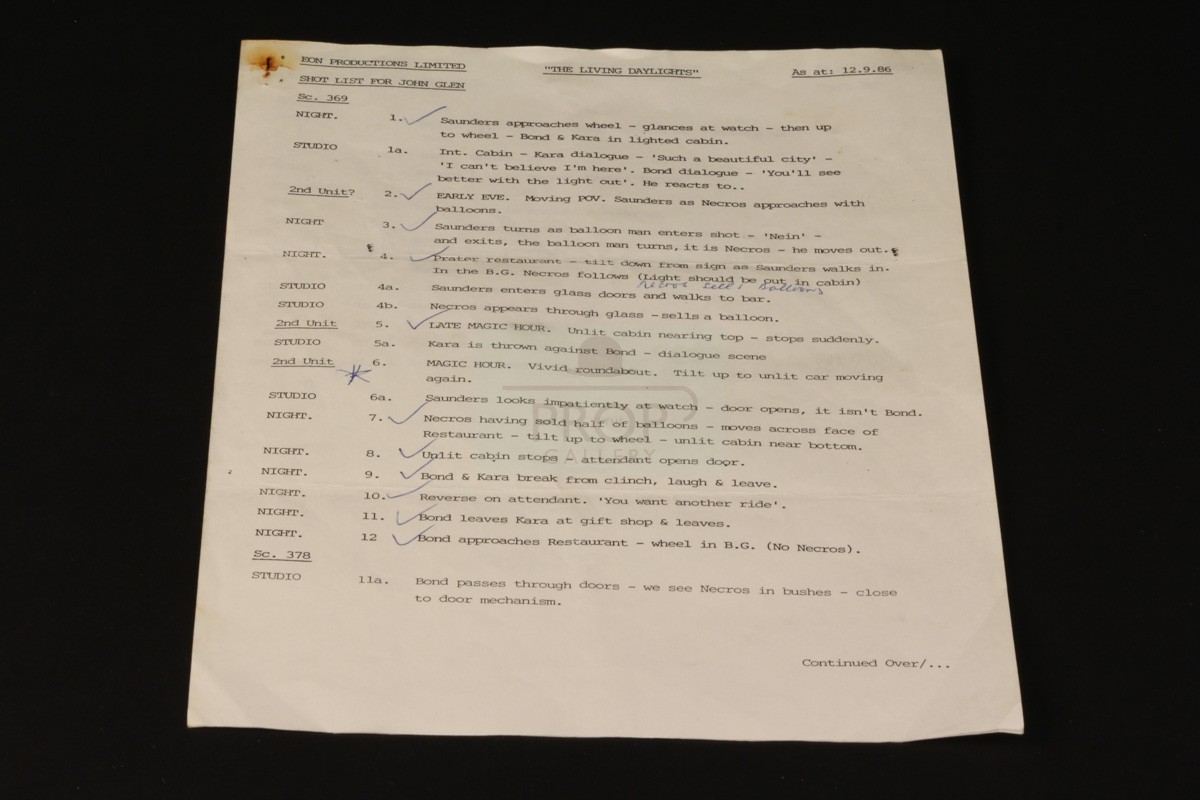 EON PRODUCTIONS LIMITED "THE LIVING DAYLIGHTS" As at: 12.9.86
SHOT LIST FOR JOHN GLEN
Sc. 369
NIGHT. 1. Saunders approaches wheel - glances at watch - then up
to wheel - Bond & Kara in lighted cabin.
STUDIO 1a. Int. Cabin - Kara dialogue - 'Such a beautiful city' -
'I can't believe I'm here'. Bond dialogue - 'You'll see
better with the light out'. He reacts to..
2nd Unit? 2. EARLY EVE. Moving POV. Saunders as Necros approaches with
balloons.
NIGHT 3. Saunders turns as balloon man enters shot - 'Nein' -
and exits, the balloon man turns, it is Necros - he moves out.
NIGHT. 4. Prater restaurant - tilt down from sign as Saunders walks in.
In the B.G. Necros follows (Light should be put in cabin)
Necros sells balloons
STUDIO 4a. Saunders enters glass doors and walks to bar.
STUDIO 4b. Necros appears through glass -sells a balloon.
2nd Unit 5. LATE MAGIC HOUR. Unlit cabin nearing top - stops suddenly.
STUDIO 5a. Kara is thrown against Bond - dialogue scene
2nd Unit 6. MAGIC HOUR. Vivid roundabout. Tilt up to unlit car moving
again.
STUDIO 6a. Saunders looks impatiently at watch - door opens, it isn't Bond.
NIGHT. 7. Necros having sold half of balloons - moves across face of
Restaurant - tilt up to wheel - unlit cabin near bottom.
NIGHT. 8. Unlit cabin stops - attendant opens door.
NIGHT. 9. Bond & Kara break from clinch, laugh & leave.
NIGHT. 10. Reverse on attendant. 'You want another ride'.
NIGHT. 11. Bond leaves Kara at gift shop & leaves.
NIGHT. 12 Bond approaches Restaurant - wheel in B.G. (No Necros).
Sc. 378
STUDIO 11a. Bond passes through doors - we see Necros in bushes - close
to door mechanism.
Continued Over/...
PROP
GALLERY